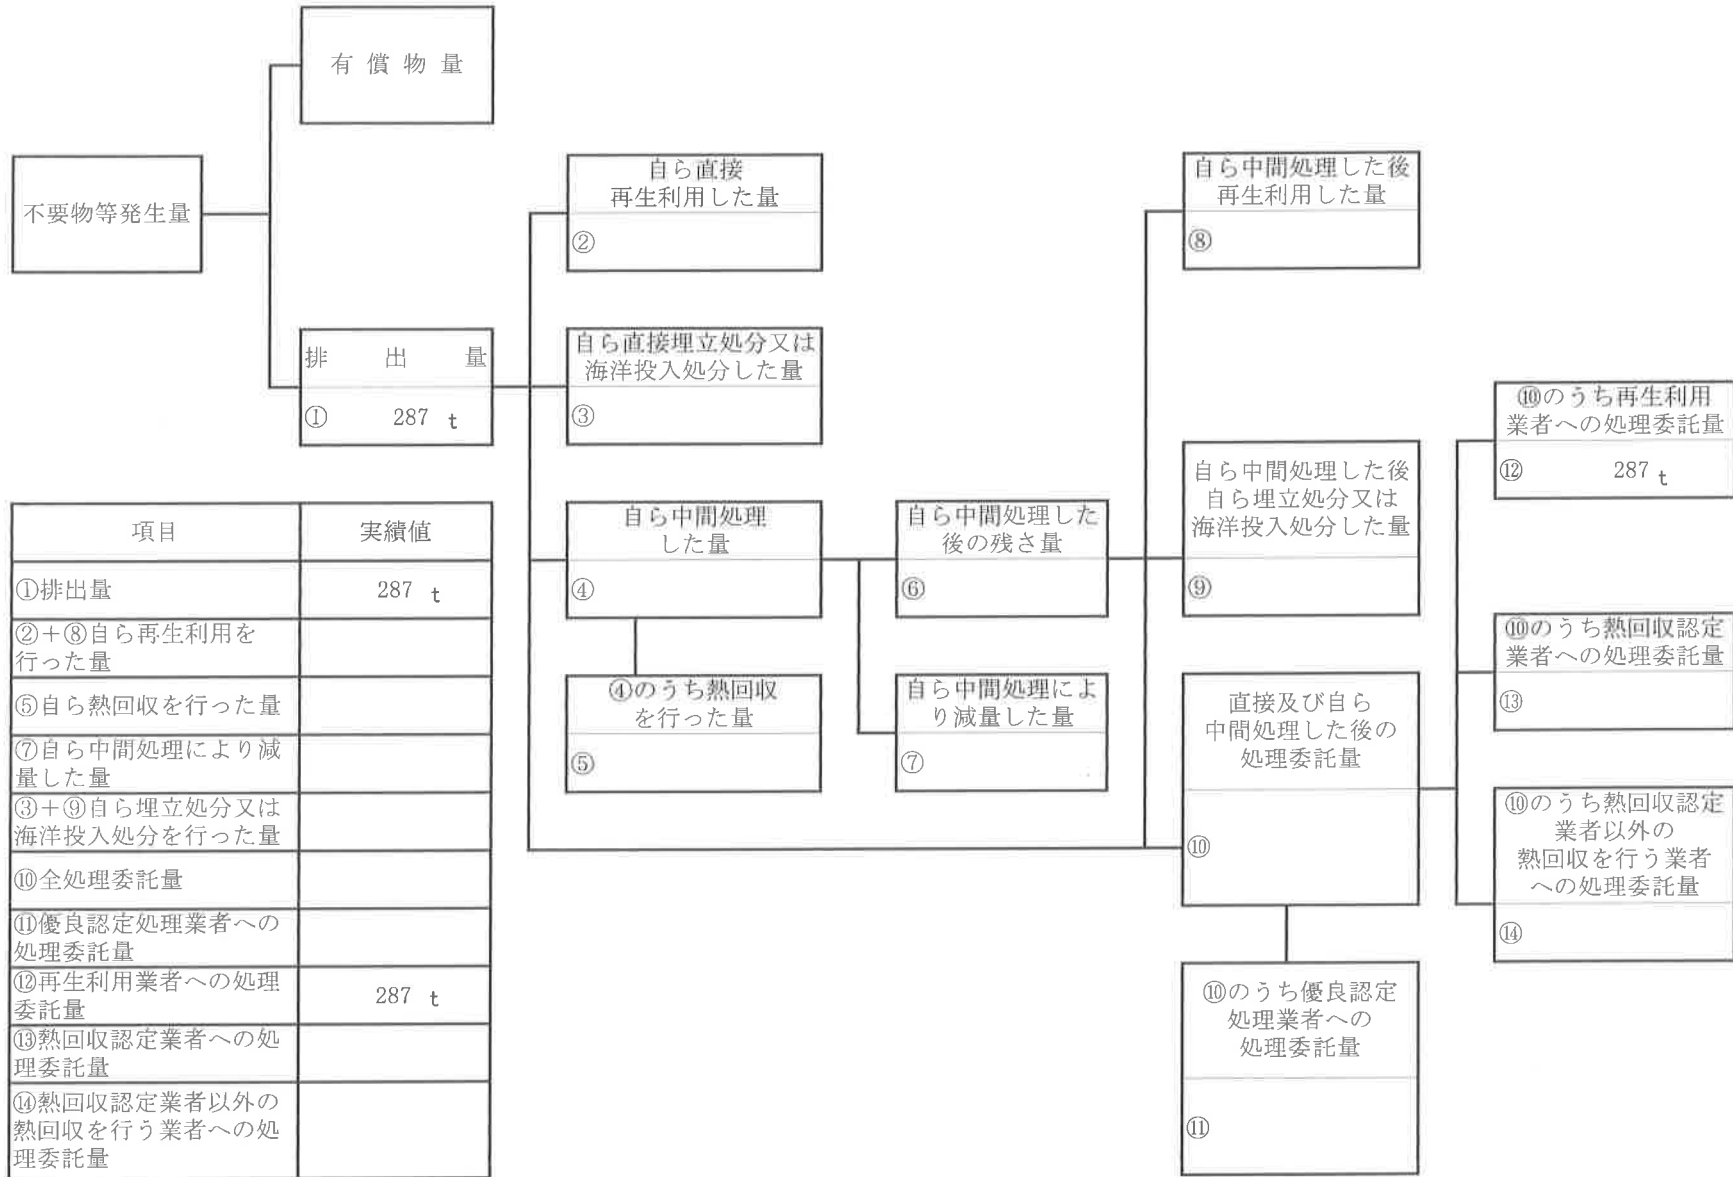 有 償 物 量
不要物等発生量
排 出 量
① 287 t
自ら直接
再生利用した量
②
自ら直接埋立処分又は
海洋投入処分した量
③
自ら中間処理
した量
④
④のうち熱回収
を行った量
⑤
自ら中間処理した
後の残さ量
⑥
自ら中間処理によ
り減量した量
⑦
自ら中間処理した後
再生利用した量
⑧
自ら中間処理した後
自ら埋立処分又は
海洋投入処分した量
⑨
直接及び自ら
中間処理した後の
処理委託量
⑩
⑩のうち優良認定
処理業者への
処理委託量
⑪
⑩のうち再生利用
業者への処理委託量
⑫ 287 t
⑩のうち熱回収認定
業者への処理委託量
⑬
⑩のうち熱回収認定
業者以外の
熱回収を行う業者
への処理委託量
⑭
項目 実績値
①排出量 287 t
②+⑧自ら再生利用を
行った量
⑤自ら熱回収を行った量
⑦自ら中間処理により減
量した量
③+⑨自ら埋立処分又は
海洋投入処分を行った量
⑩全処理委託量
⑪優良認定処理業者への
処理委託量
⑫再生利用業者への処理
委託量 287 t
⑬熱回収認定業者への処
理委託量
⑭熱回収認定業者以外の
熱回収を行う業者への処
理委託量